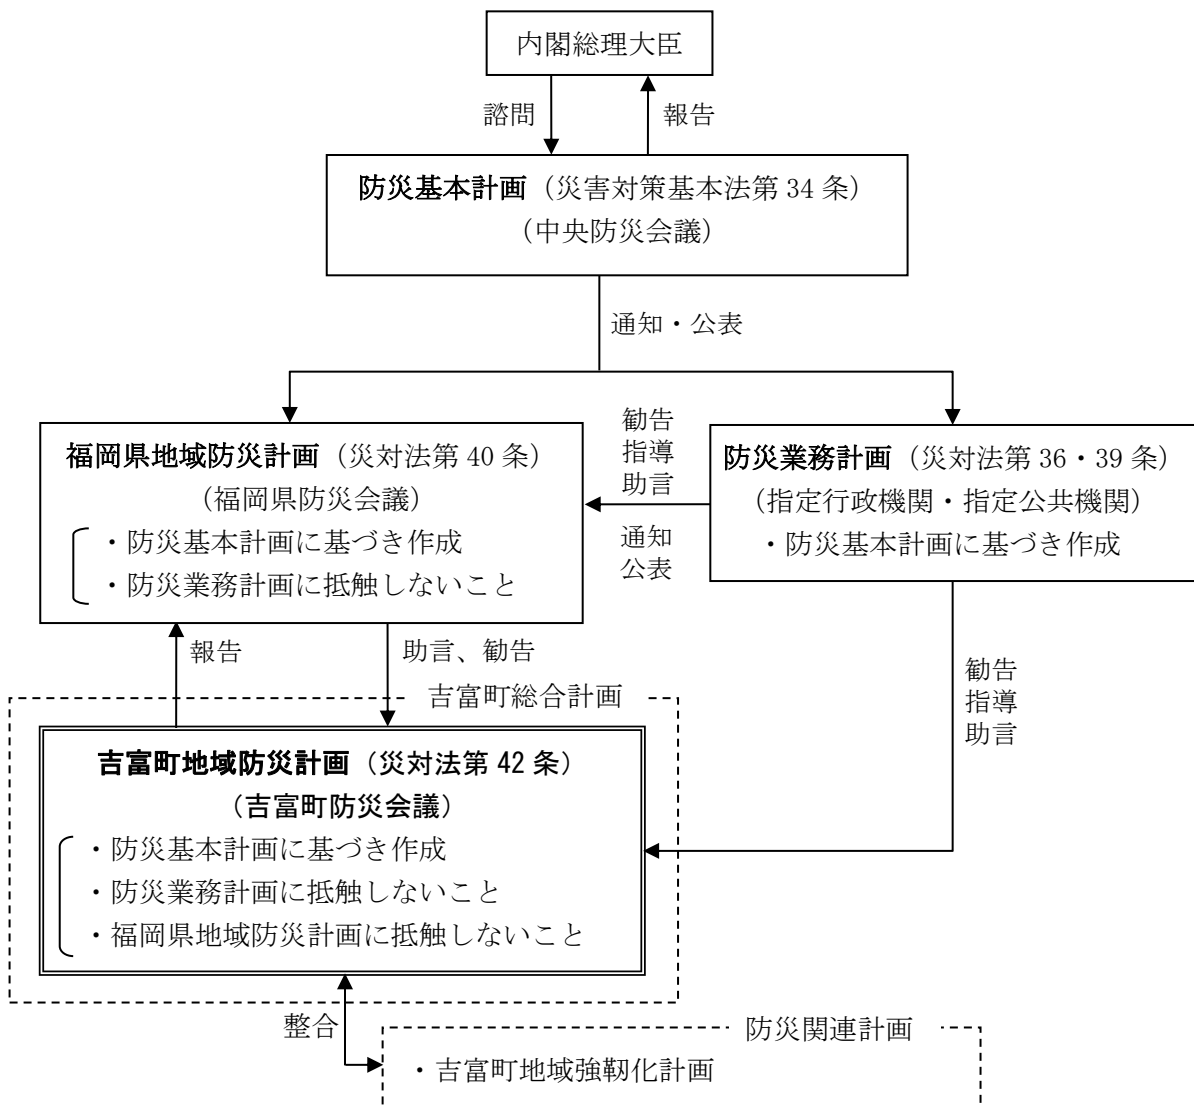 内閣総理大臣
諮問
報告
防災基本計画（災害対策基本法第 34 条）
（中央防災会議）
通知・公表
福岡県地域防災計画（災対法第 40 条）
（福岡県防災会議）
・防災基本計画に基づき作成
・防災業務計画に抵触しないこと
勧告
指導
助言
通知
公表
防災業務計画（災対法第 36・39 条）
（指定行政機関・指定公共機関）
・防災基本計画に基づき作成
報告
助言、勧告
勧告
指導
助言
吉富町総合計画
吉富町地域防災計画（災対法第 42 条）
（吉富町防災会議）
・防災基本計画に基づき作成
・防災業務計画に抵触しないこと
・福岡県地域防災計画に抵触しないこと
整合
防災関連計画
・吉富町地域強靭化計画